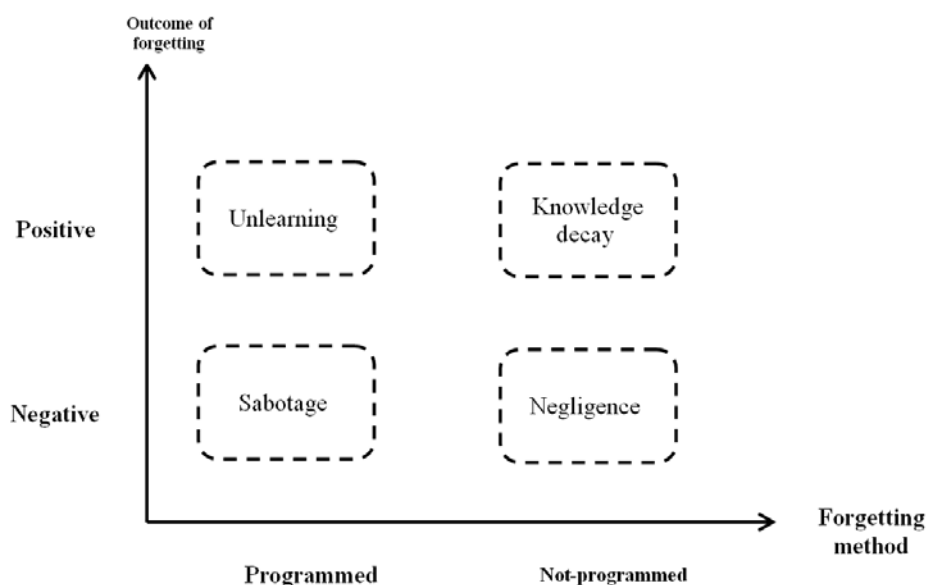 Outcome of
forgetting
Positive
Unlearning
Knowledge
decay
Negative
Sabotage
Negligence
Forgetting
method
Programmed
Not-programmed